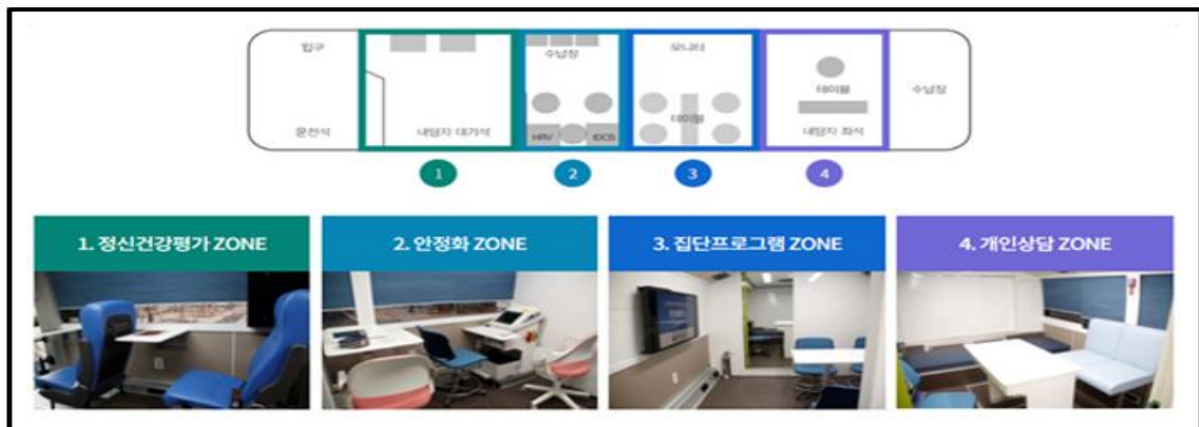 입구
운전석
내담자 대기석
수납장
HRV
모니터
테이블
테이블
내담자 좌석
수납장
1
2
3
4
1. 정신건강평가 ZONE
2. 안정화 ZONE
3. 집단프로그램 ZONE
4. 개인상담 ZONE